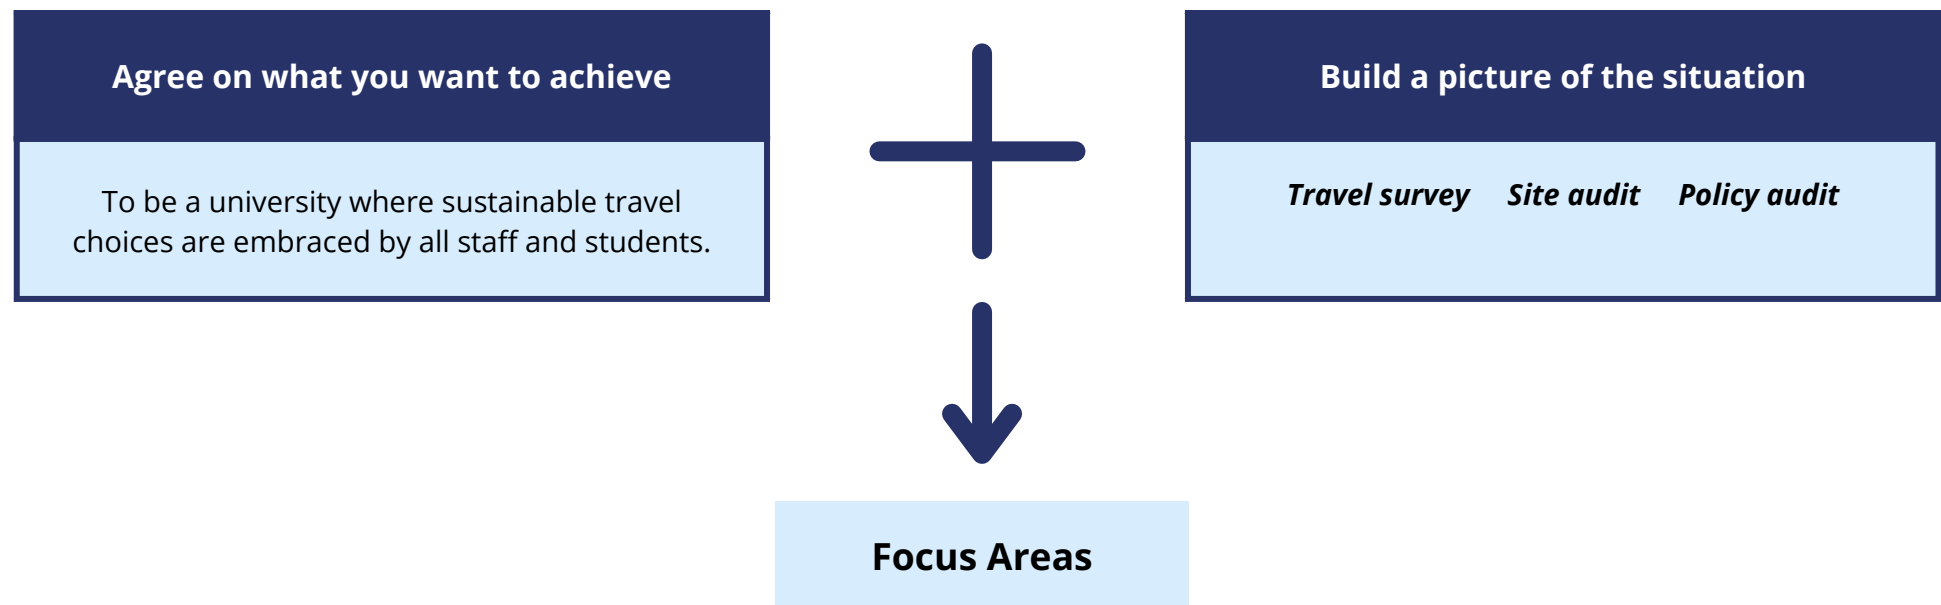 Agree on what you want to achieve
To be a university where sustainable travel
choices are embraced by all staff and students.
Build a picture of the situation
Travel survey Site audit Policy audit
Focus Areas